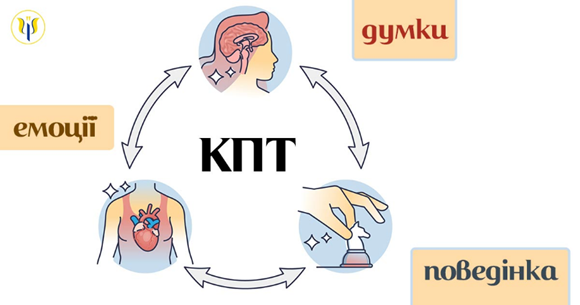 думки
емоції
КПТ
поведінка